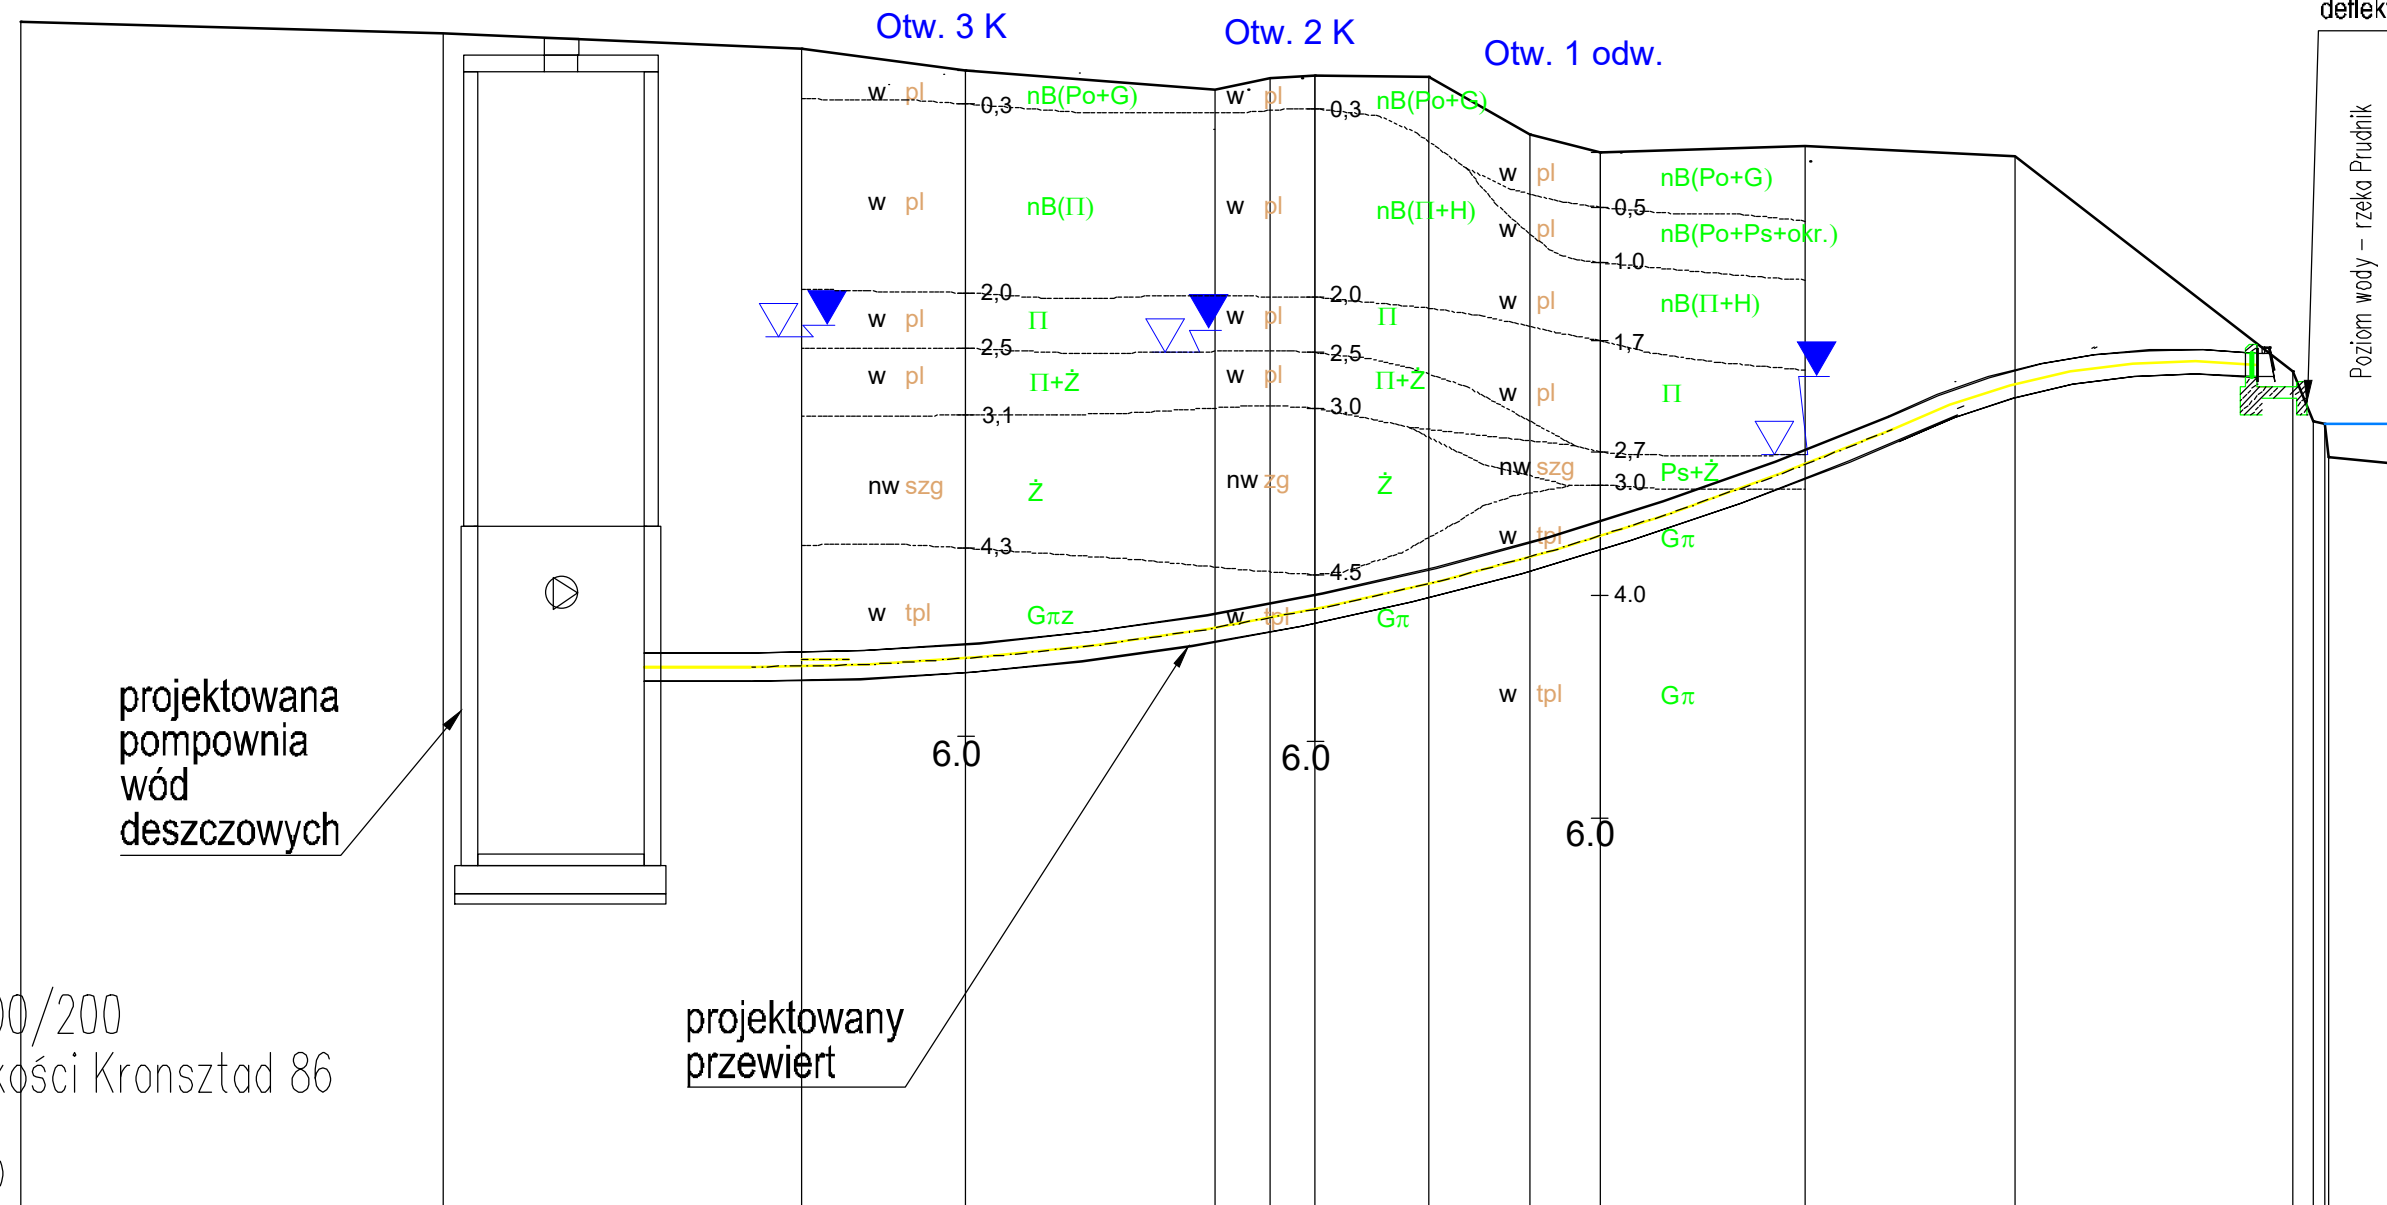 Otw. 3 K
Otw. 2 K
Otw. 1 odw.
w pl nB(Po+G)
0,3
w pl nB(Π)
2,0
w pl Π
2,5
w pl Π+Ż
3,1
nw szg Ż
4,3
w tpl Gπz
6.0
w pl nB(Po+G)
0,3
w pl nB(Π+H)
2,0
w pl Π
2,5
w pl Π+Ż
3.0
nw zg Ż
4.5
w tpl Gπ
6.0
w pl nB(Po+G)
0,5
w pl nB(Po+Ps+okr.)
1.0
w pl nB(Π+H)
1,7
w pl Π
2,7
nw szg Ps+Ż
3.0
w tpl Gπ
4.0
w tpl Gπ
6.0
Poziom wody – rzeka Prudnik
projektowana
pompownia
wód
deszczowych
projektowany
przewiert
00/200
kości Kronsztad 86